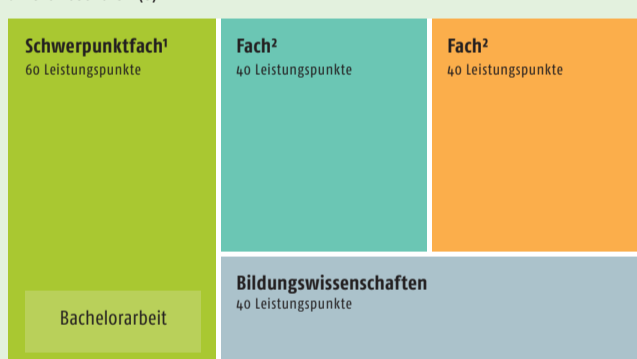 Schwerpunktfach¹
60 Leistungspunkte
Fach²
40 Leistungspunkte
Fach²
40 Leistungspunkte
Bildungswissenschaften
40 Leistungspunkte
Bachelorarbeit